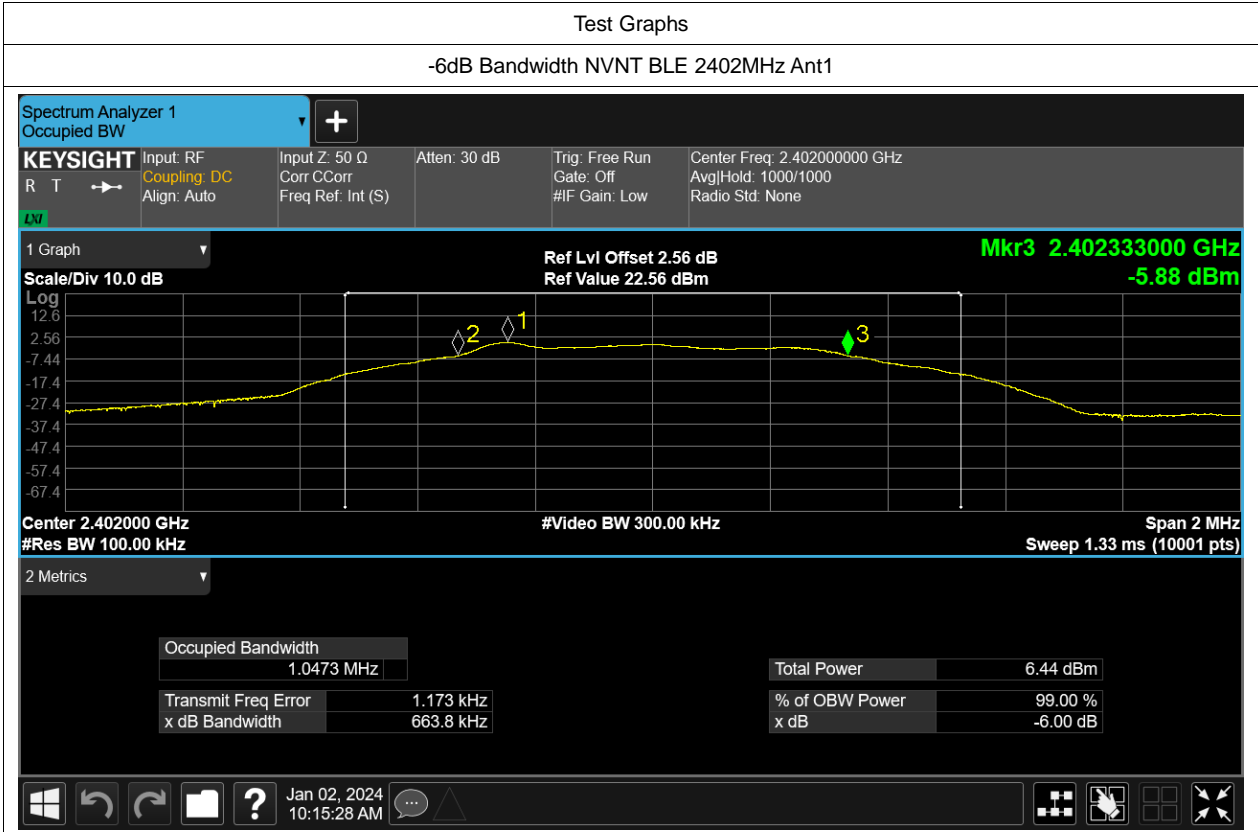 Test Graphs
-6dB Bandwidth NVNT BLE 2402MHz Ant1
Spectrum Analyzer 1
Occupied BW
KEYSIGHT
R T
LXI
Input: RF
Coupling: DC
Align: Auto
Input Z: 50 Ω
Corr CCorr
Freq Ref: Int (S)
Atten: 30 dB
Trig: Free Run
Gate: Off
#IF Gain: Low
Center Freq: 2.402000000 GHz
Avg|Hold: 1000/1000
Radio Std: None
1 Graph
Scale/Div 10.0 dB
Ref Lvl Offset 2.56 dB
Ref Value 22.56 dBm
Mkr3 2.402333000 GHz
-5.88 dBm
Log
12.6
2.56
-7.44
-17.4
-27.4
-37.4
-47.4
-57.4
-67.4
2
1
3
Center 2.402000 GHz
#Res BW 100.00 kHz
#Video BW 300.00 kHz
Span 2 MHz
Sweep 1.33 ms (10001 pts)
2 Metrics
Occupied Bandwidth
1.0473 MHz
Transmit Freq Error 1.173 kHz
x dB Bandwidth 663.8 kHz
Total Power 6.44 dBm
% of OBW Power 99.00 %
x dB -6.00 dB
?
Jan 02, 2024
10:15:28 AM